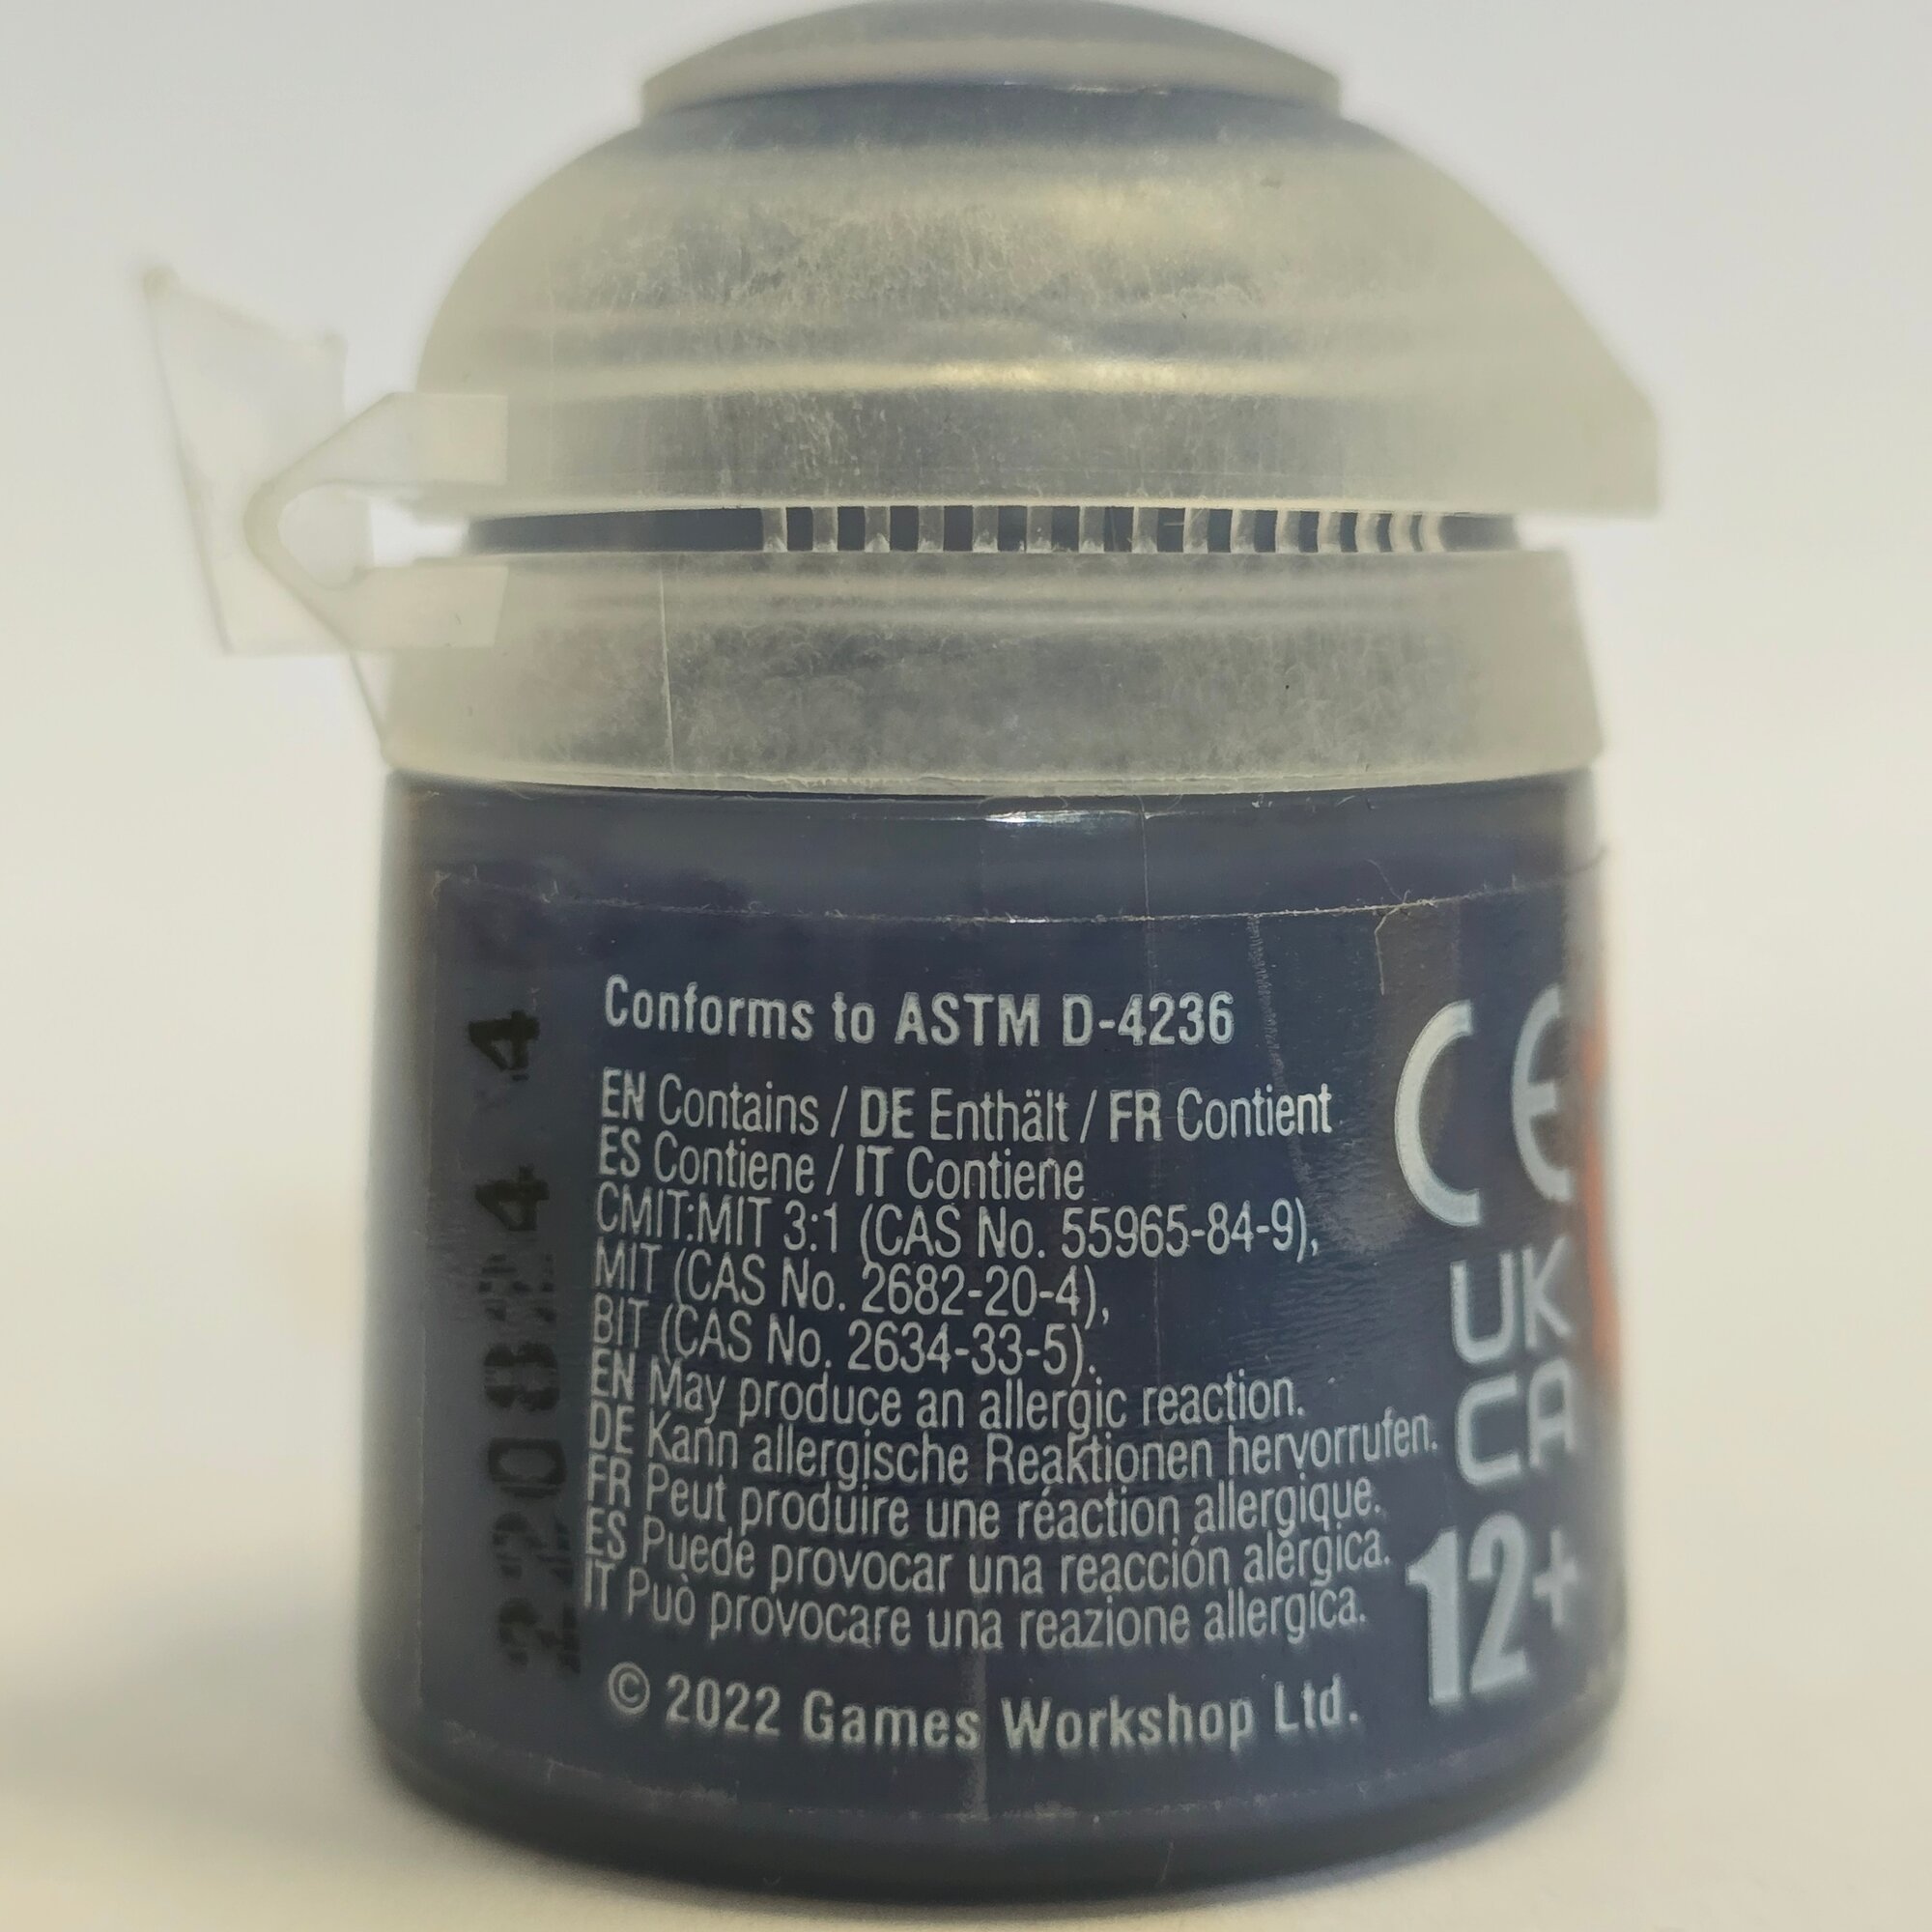 Conforms to ASTM D-4236
EN Contains / DE Enthält / FR Contient
ES Contiene / IT Contiene
CMIT:MIT 3:1 (CAS No. 55965-84-9),
MIT (CAS No. 2682-20-4),
BIT (CAS No. 2634-33-5).
EN May produce an allergic reaction.
DE Kann allergische Reaktionen hervorrufen.
FR Peut produire une réaction allergique.
ES Puede provocar una reacción alérgica.
IT Può provocare una reazione allergica.
© 2022 Games Workshop Ltd.
CE
UK
CA
12+